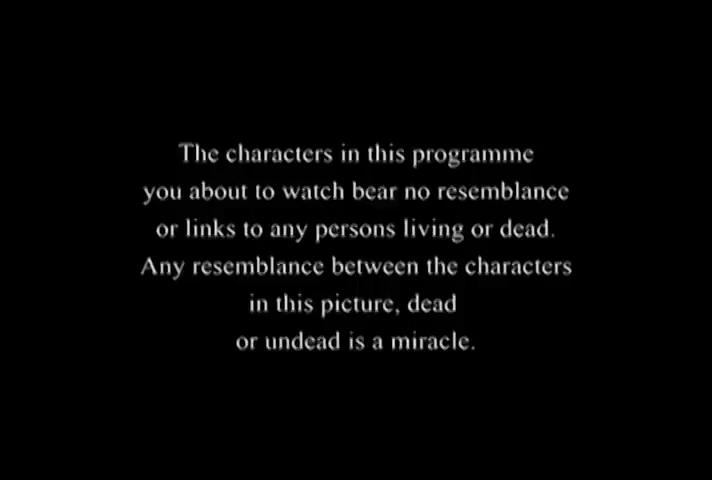 The characters in this programme
you about to watch bear no resemblance
or links to any persons living or dead.
Any resemblance between the characters
in this picture, dead
or undead is a miracle.